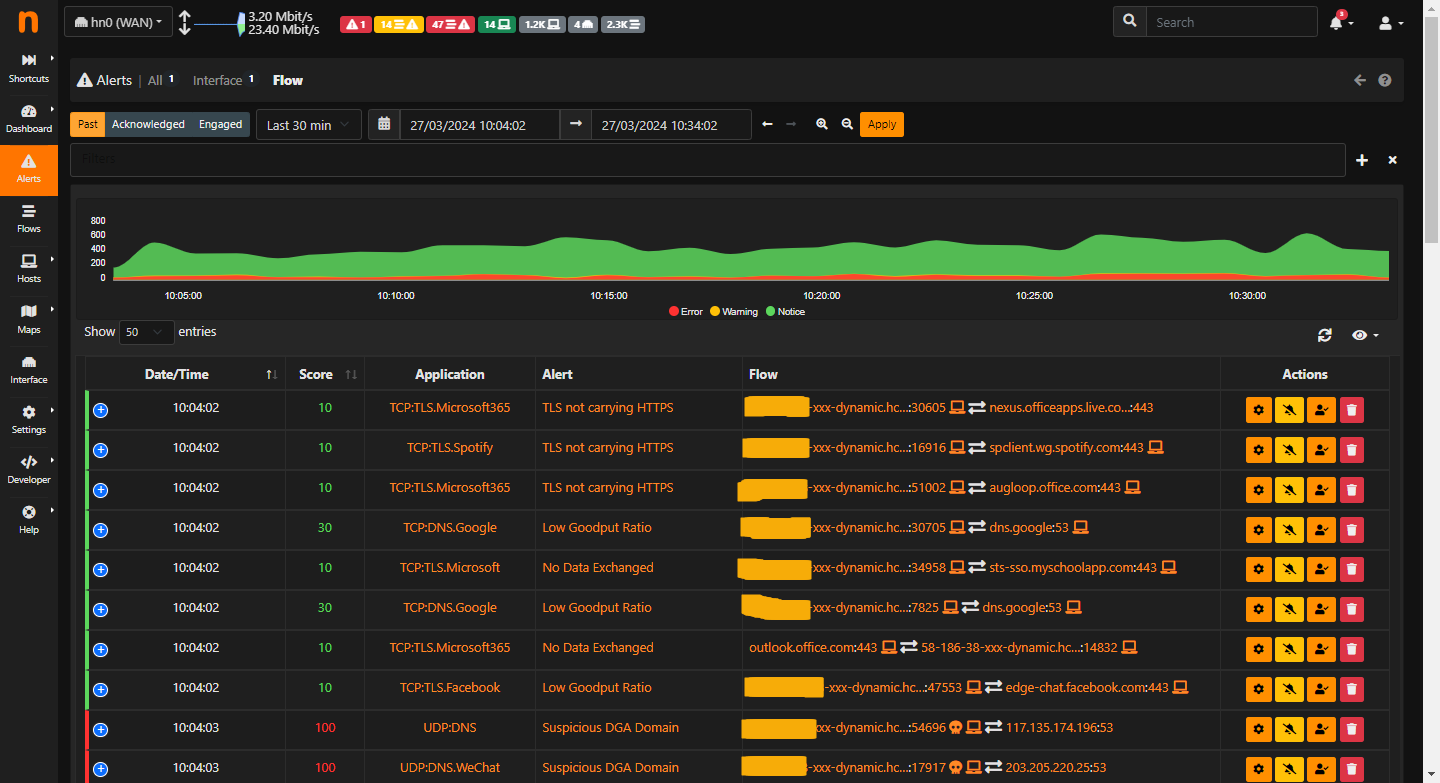 n hn0 (WAN) 3.20 Mbit/s 23.40 Mbit/s 1 14 47 14 1.2K 4 2.3K Search 3
Shortcuts
Dashboard
Alerts
Flows
Hosts
Maps
Interface
Settings
Developer
Help
Alerts | All 1 Interface 1 Flow
Past Acknowledged Engaged Last 30 min 27/03/2024 10:04:02 27/03/2024 10:34:02 Apply
Filters
800
600
400
200
0
10:05:00 10:10:00 10:15:00 10:20:00 10:25:00 10:30:00
Error Warning Notice
Show 50 entries
Date/Time Score Application Alert Flow Actions
10:04:02 10 TCP:TLS.Microsoft365 TLS not carrying HTTPS -xxx-dynamic.hc...:30605 nexus.officeapps.live.co...:443
10:04:02 10 TCP:TLS.Spotify TLS not carrying HTTPS -xxx-dynamic.hc...:16916 spclient.wg.spotify.com:443
10:04:02 10 TCP:TLS.Microsoft365 TLS not carrying HTTPS -xxx-dynamic.hc...:51002 augloop.office.com:443
10:04:02 30 TCP:DNS.Google Low Goodput Ratio -xxx-dynamic.hc...:30705 dns.google:53
10:04:02 10 TCP:TLS.Microsoft No Data Exchanged -xxx-dynamic.hc...:34958 sts-sso.myschoolapp.com:443
10:04:02 30 TCP:DNS.Google Low Goodput Ratio -xxx-dynamic.hc...:7825 dns.google:53
10:04:02 10 TCP:TLS.Microsoft365 No Data Exchanged outlook.office.com:443 58-186-38-xxx-dynamic.hc...:14832
10:04:02 10 TCP:TLS.Facebook Low Goodput Ratio -xxx-dynamic.hc...:47553 edge-chat.facebook.com:443
10:04:03 100 UDP:DNS Suspicious DGA Domain xxx-dynamic.hc...:54696 117.135.174.196:53
10:04:03 100 UDP:DNS.WeChat Suspicious DGA Domain -xxx-dynamic.hc...:17917 203.205.220.25:53